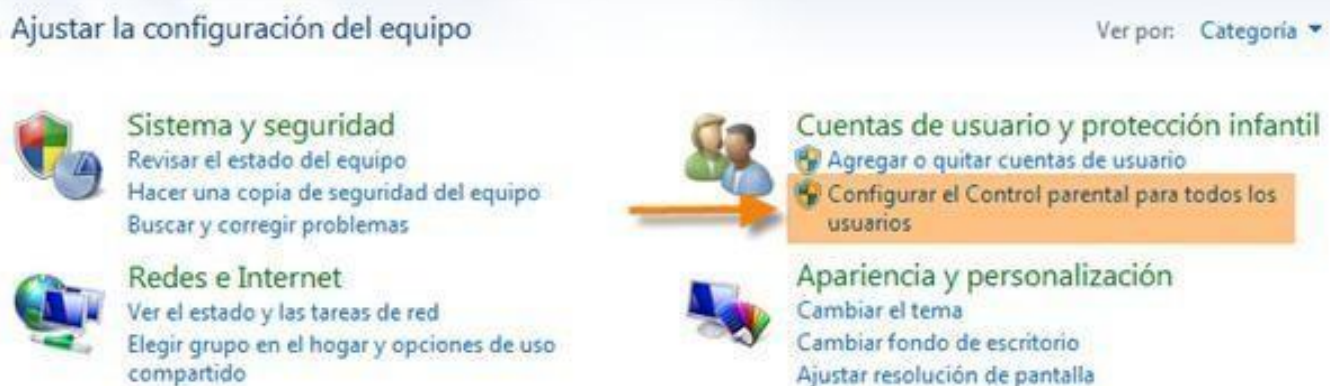 Ajustar la configuración del equipo
Ver por: Categoría
Sistema y seguridad
Revisar el estado del equipo
Hacer una copia de seguridad del equipo
Buscar y corregir problemas
Redes e Internet
Ver el estado y las tareas de red
Elegir grupo en el hogar y opciones de uso
compartido
Cuentas de usuario y protección infantil
Agregar o quitar cuentas de usuario
Configurar el Control parental para todos los
usuarios
Apariencia y personalización
Cambiar el tema
Cambiar fondo de escritorio
Ajustar resolución de pantalla